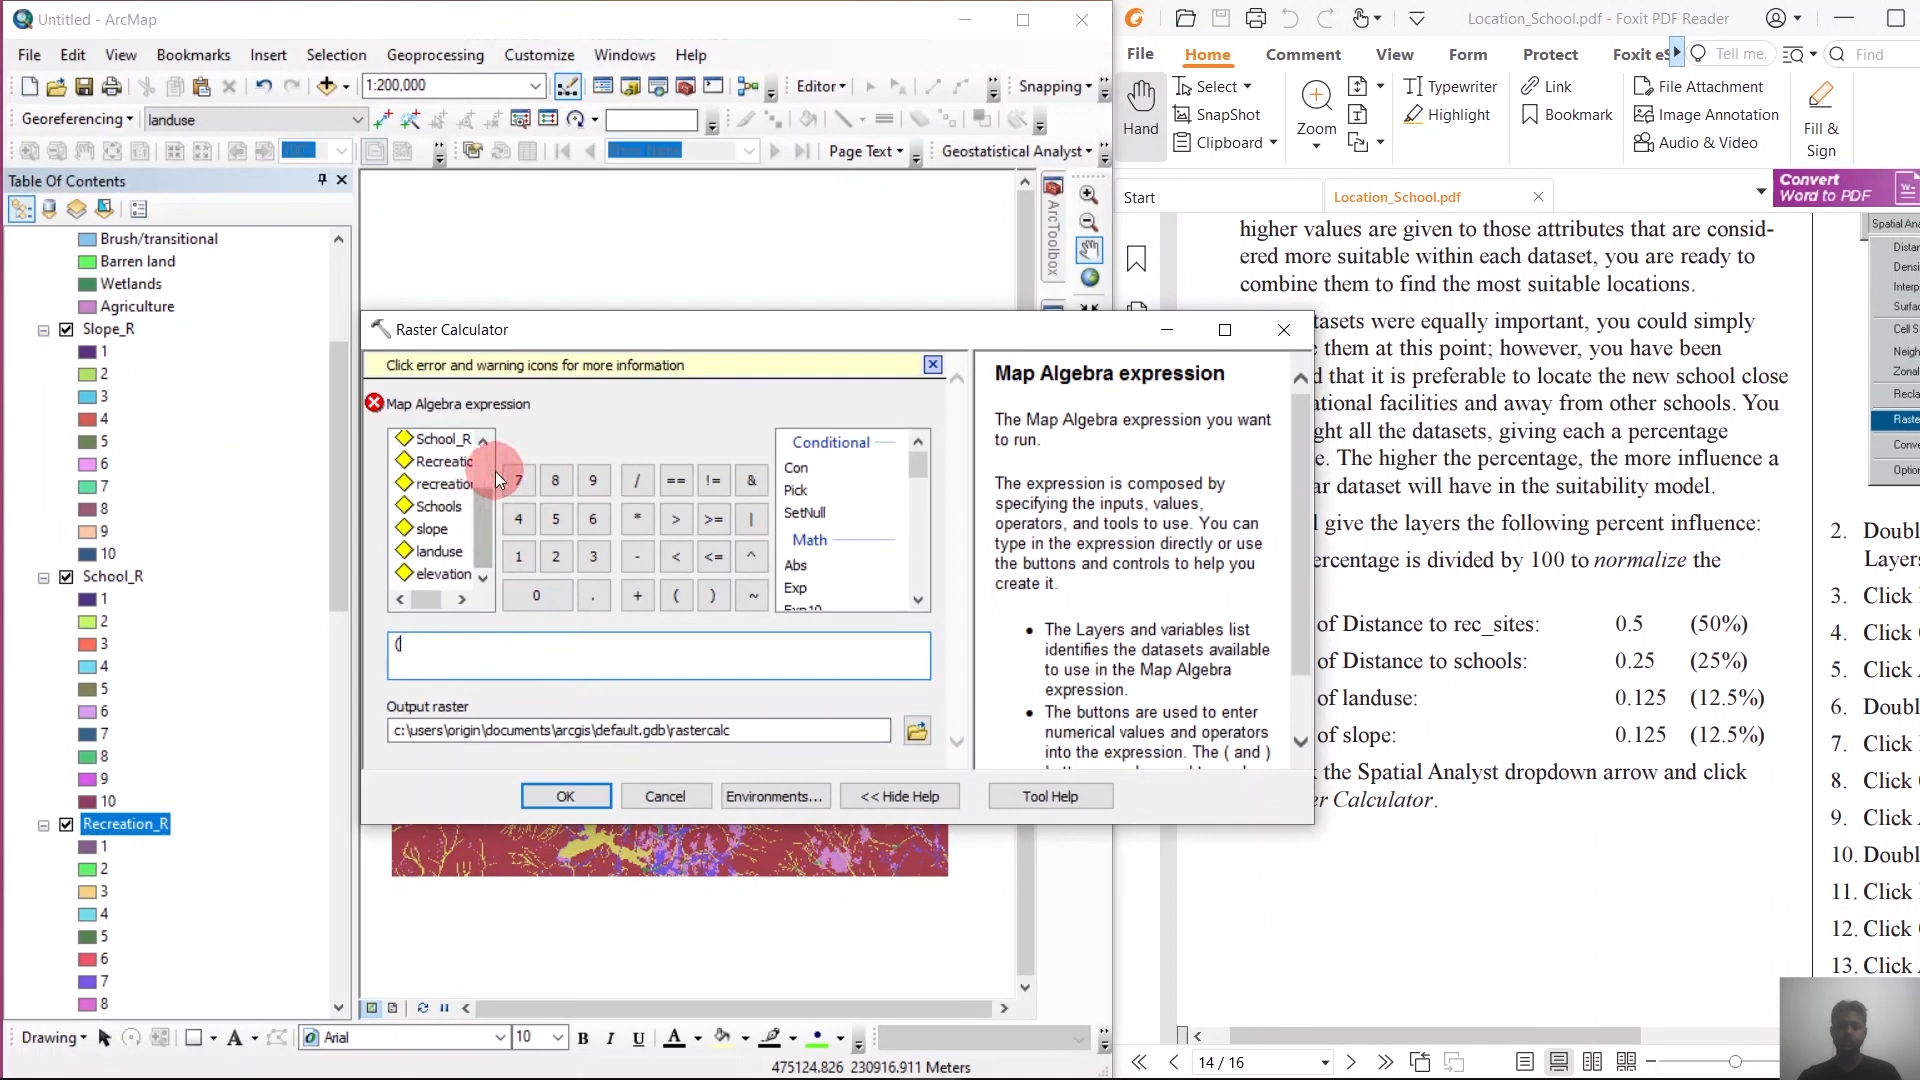 Untitled - ArcMap
File Edit View Bookmarks Insert Selection Geoprocessing Customize Windows Help
1:200,000
Editor
Snapping
Georeferencing
landuse
Page Text
Geostatistical Analyst
Table Of Contents
Brush/transitional
Barren land
Wetlands
Agriculture
Slope_R
1
2
3
4
5
6
7
8
9
10
School_R
1
2
3
4
5
6
7
8
9
10
Recreation_R
1
2
3
4
5
6
7
8
ArcToolbox
Raster Calculator
Click error and warning icons for more information
Map Algebra expression
School_R
Recreatio
recreation
Schools
slope
landuse
elevation
7 8 9 / == != &
4 5 6 * > >= |
1 2 3 - < <= ^
0 . + ( ) ~
Conditional
Con
Pick
SetNull
Math
Abs
Exp
Exp10
(
Output raster
c:\users\origin\documents\arcgis\default.gdb\rastercalc
OK
Cancel
Environments...
<< Hide Help
Tool Help
Map Algebra expression
The Map Algebra expression you want
to run.
The expression is composed by
specifying the inputs, values,
operators, and tools to use. You can
type in the expression directly or use
the buttons and controls to help you
create it.
• The Layers and variables list
identifies the datasets available
to use in the Map Algebra
expression.
• The buttons are used to enter
numerical values and operators
into the expression. The ( and )
Drawing
Arial
10
B I U A
475124.826 230916.911 Meters
Location_School.pdf - Foxit PDF Reader
File Home Comment View Form Protect Foxit eS
Tell me.
Find
Hand
Select
SnapShot
Clipboard
Zoom
Typewriter
Highlight
Link
Bookmark
File Attachment
Image Annotation
Audio & Video
Fill &
Sign
Start
Location_School.pdf
Convert
Word to PDF
higher values are given to those attributes that are consid-
ered more suitable within each dataset, you are ready to
combine them to find the most suitable locations.
tasets were equally important, you could simply
them at this point; however, you have been
d that it is preferable to locate the new school close
ational facilities and away from other schools. You
ght all the datasets, giving each a percentage
e. The higher the percentage, the more influence a
ar dataset will have in the suitability model.
l give the layers the following percent influence:
ercentage is divided by 100 to normalize the
of Distance to rec_sites: 0.5 (50%)
of Distance to schools: 0.25 (25%)
of landuse: 0.125 (12.5%)
of slope: 0.125 (12.5%)
the Spatial Analyst dropdown arrow and click
er Calculator.
Spatial Ana
Distan
Densi
Interp
Surfac
Cell S
Neigh
Zonal
Recla
Raste
Conve
Option
2. Doubl
Layers
3. Click
4. Click
5. Click
6. Doubl
7. Click
8. Click
9. Click
10. Doubl
11. Click
12. Click
13. Click
14 / 16